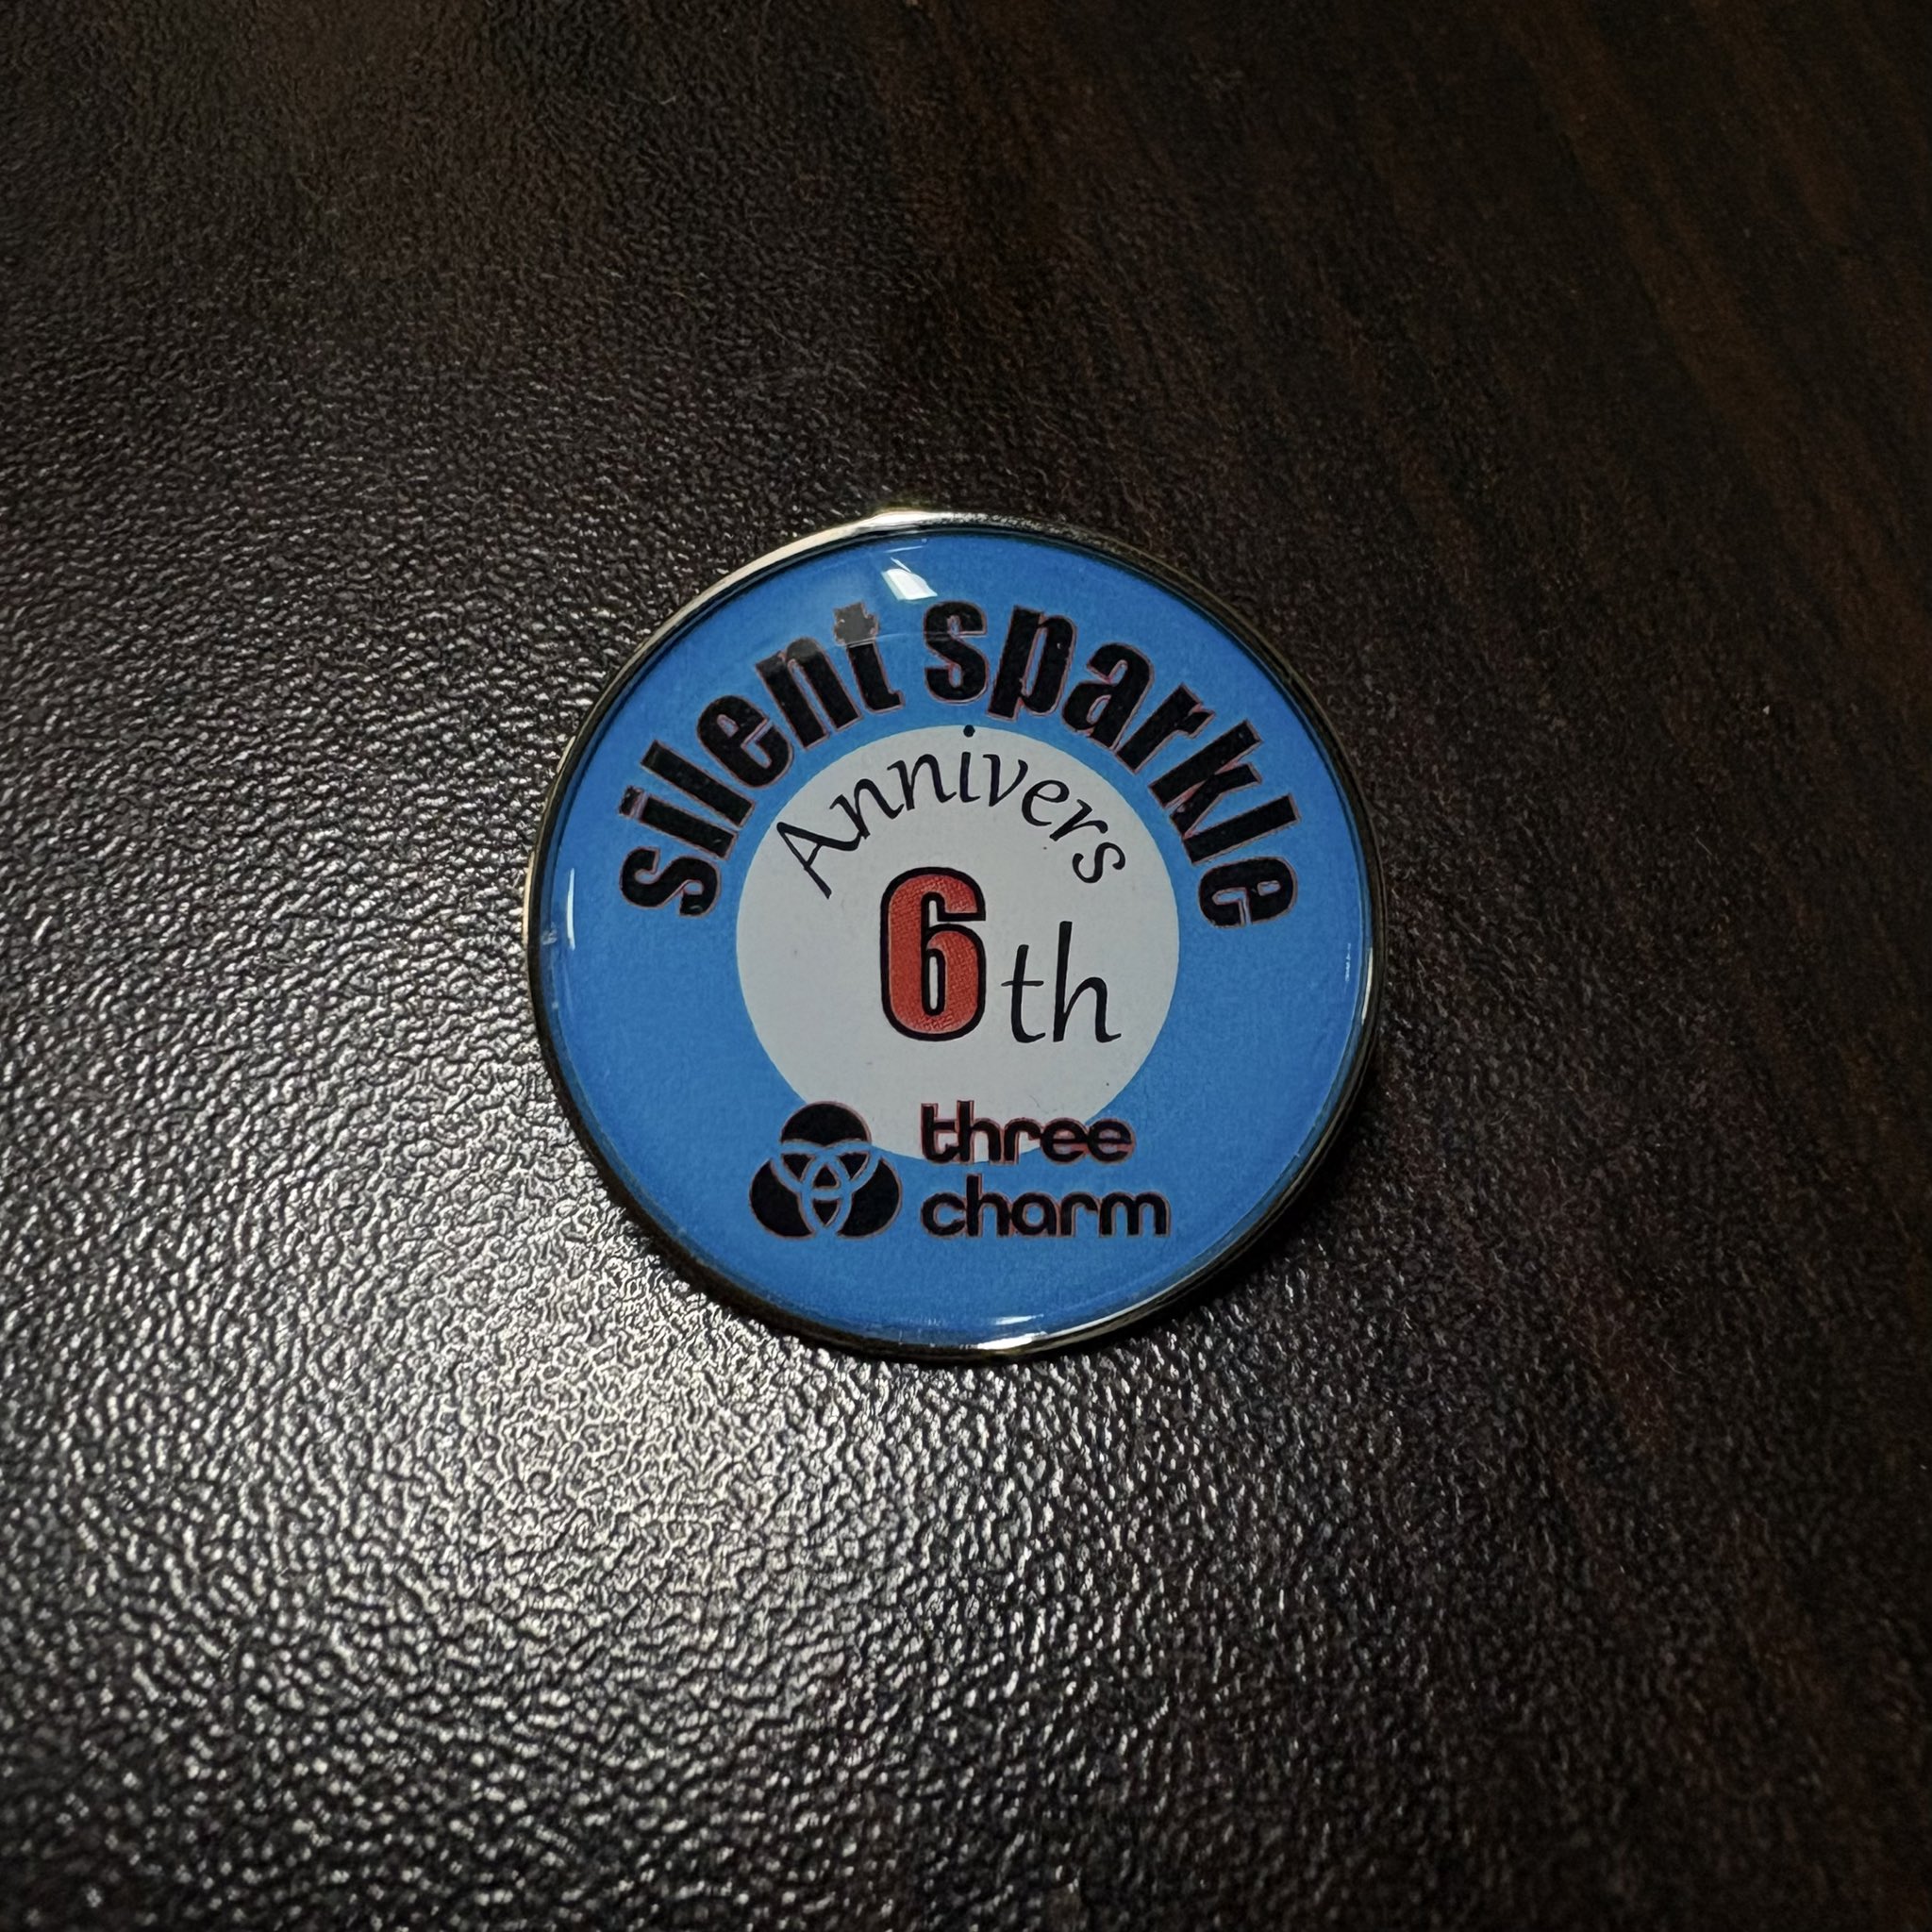 silent sparkle
Annivers
6th
three
charm